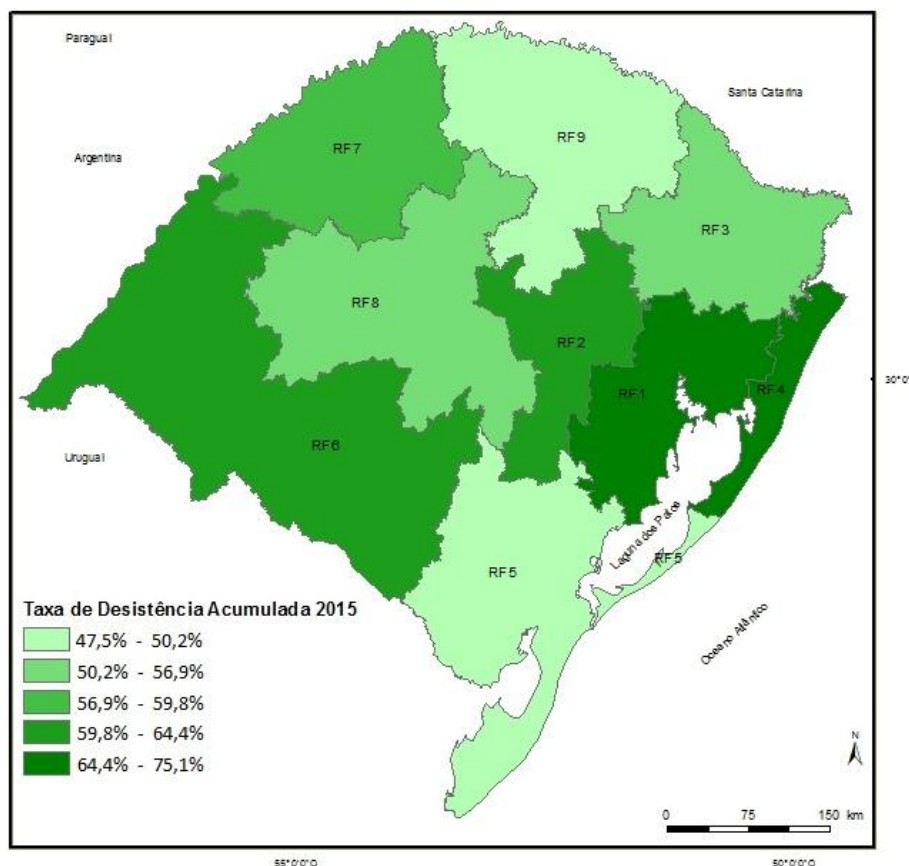 Paraguai
Santa Catarina
Argentina
RF7
RF9
RF3
RF8
RF2
RF1
RF4
30°0'
RF6
Uruguai
Laguna dos Patos
RF5
RF5
Oceano Atlântico
Taxa de Desistência Acumulada 2015
47,5% - 50,2%
50,2% - 56,9%
56,9% - 59,8%
59,8% - 64,4%
64,4% - 75,1%
N
0 75 150 km
55°0'0"O 50°0'0"O